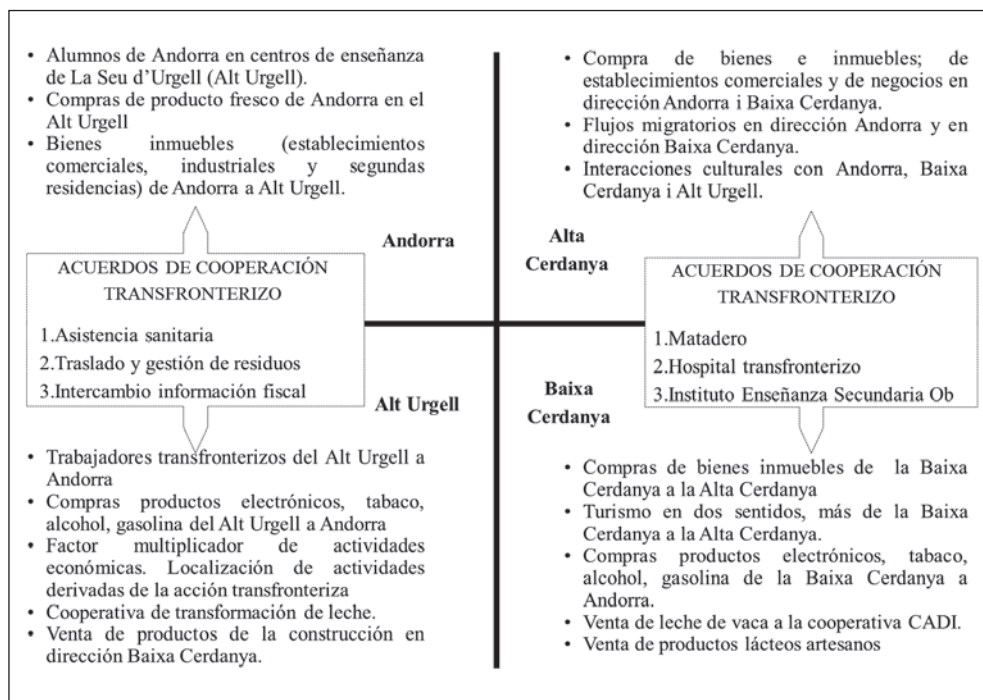 • Alumnos de Andorra en centros de enseñanza
de La Seu d’Urgell (Alt Urgell).
• Compras de producto fresco de Andorra en el
Alt Urgell
• Bienes inmuebles (establecimientos
comerciales, industriales y segundas
residencias) de Andorra a Alt Urgell.
• Compra de bienes e inmuebles; de
establecimientos comerciales y de negocios en
dirección Andorra i Baixa Cerdanya.
• Flujos migratorios en dirección Andorra y en
dirección Baixa Cerdanya.
• Interacciones culturales con Andorra, Baixa
Cerdanya i Alt Urgell.
Andorra
Alta
Cerdanya
ACUERDOS DE COOPERACIÓN
TRANSFRONTERIZO
1.Asistencia sanitaria
2.Traslado y gestión de residuos
3.Intercambio información fiscal
ACUERDOS DE COOPERACIÓN
TRANSFRONTERIZO
1.Matadero
2.Hospital transfronterizo
3.Instituto Enseñanza Secundaria Ob
Alt Urgell
Baixa
Cerdanya
• Trabajadores transfronterizos del Alt Urgell a
Andorra
• Compras productos electrónicos, tabaco,
alcohol, gasolina del Alt Urgell a Andorra
• Factor multiplicador de actividades
económicas. Localización de actividades
derivadas de la acción transfronteriza
• Cooperativa de transformación de leche.
• Venta de productos de la construcción en
dirección Baixa Cerdanya.
• Compras de bienes inmuebles de la Baixa
Cerdanya a la Alta Cerdanya
• Turismo en dos sentidos, más de la Baixa
Cerdanya a la Alta Cerdanya.
• Compras productos electrónicos, tabaco,
alcohol, gasolina de la Baixa Cerdanya a
Andorra.
• Venta de leche de vaca a la cooperativa CADI.
• Venta de productos lácteos artesanos